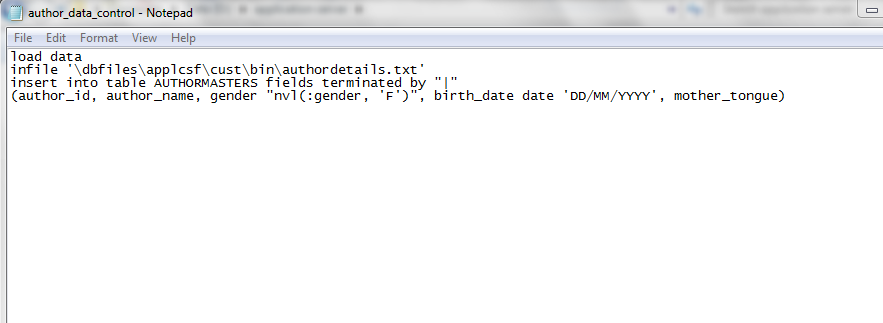 author_data_control - Notepad
File Edit Format View Help
load data
infile '\dbfiles\applcsf\cust\bin\authordetails.txt'
insert into table AUTHORMASTERS fields terminated by "|"
(author_id, author_name, gender "nvl(:gender, 'F')", birth_date date 'DD/MM/YYYY', mother_tongue)